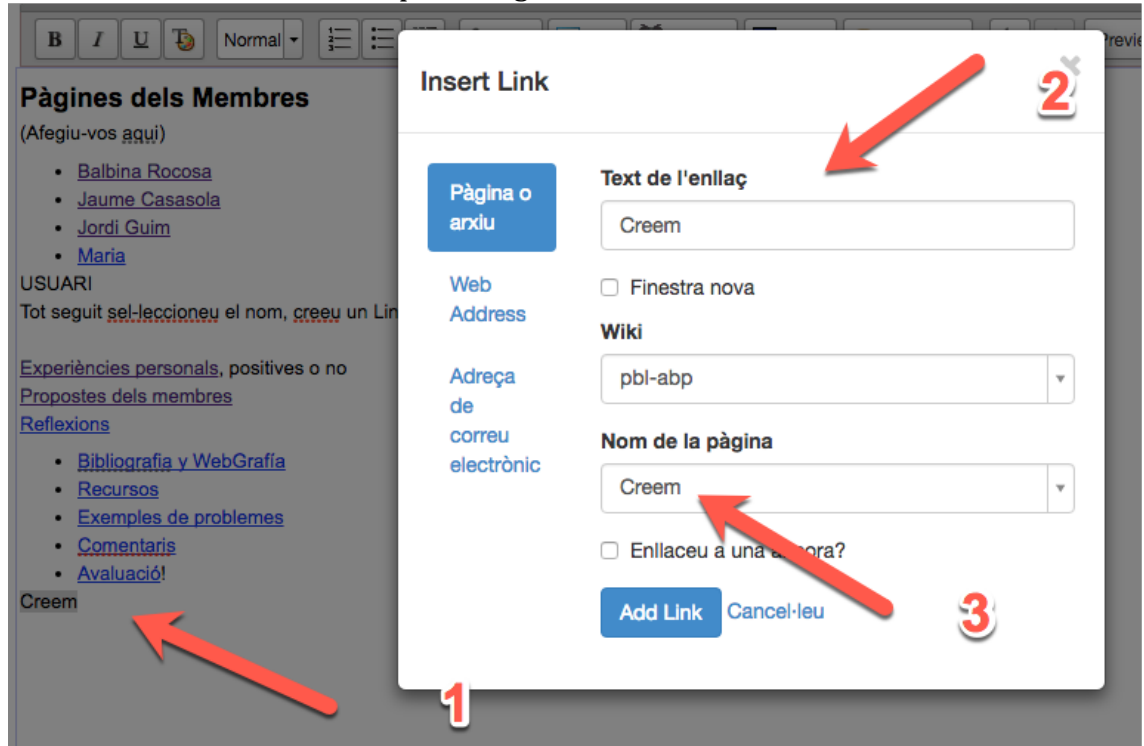 B I U Normal
Previe
Pàgines dels Membres
(Afegiu-vos aqui)
Balbina Rocosa
Jaume Casasola
Jordi Guim
Maria
USUARI
Tot seguit sel-leccioneu el nom, creeu un Lin
Experiències personals, positives o no
Propostes dels membres
Reflexions
Bibliografia y WebGrafía
Recursos
Exemples de problemes
Comentaris
Avaluació!
Creem
1
Insert Link
2
Pàgina o
arxiu
Web
Address
Adreça
de
correu
electrònic
Text de l'enllaç
Creem
Finestra nova
Wiki
pbl-abp
Nom de la pàgina
Creem
Enllaceu a una
Add Link Cancel·leu
3